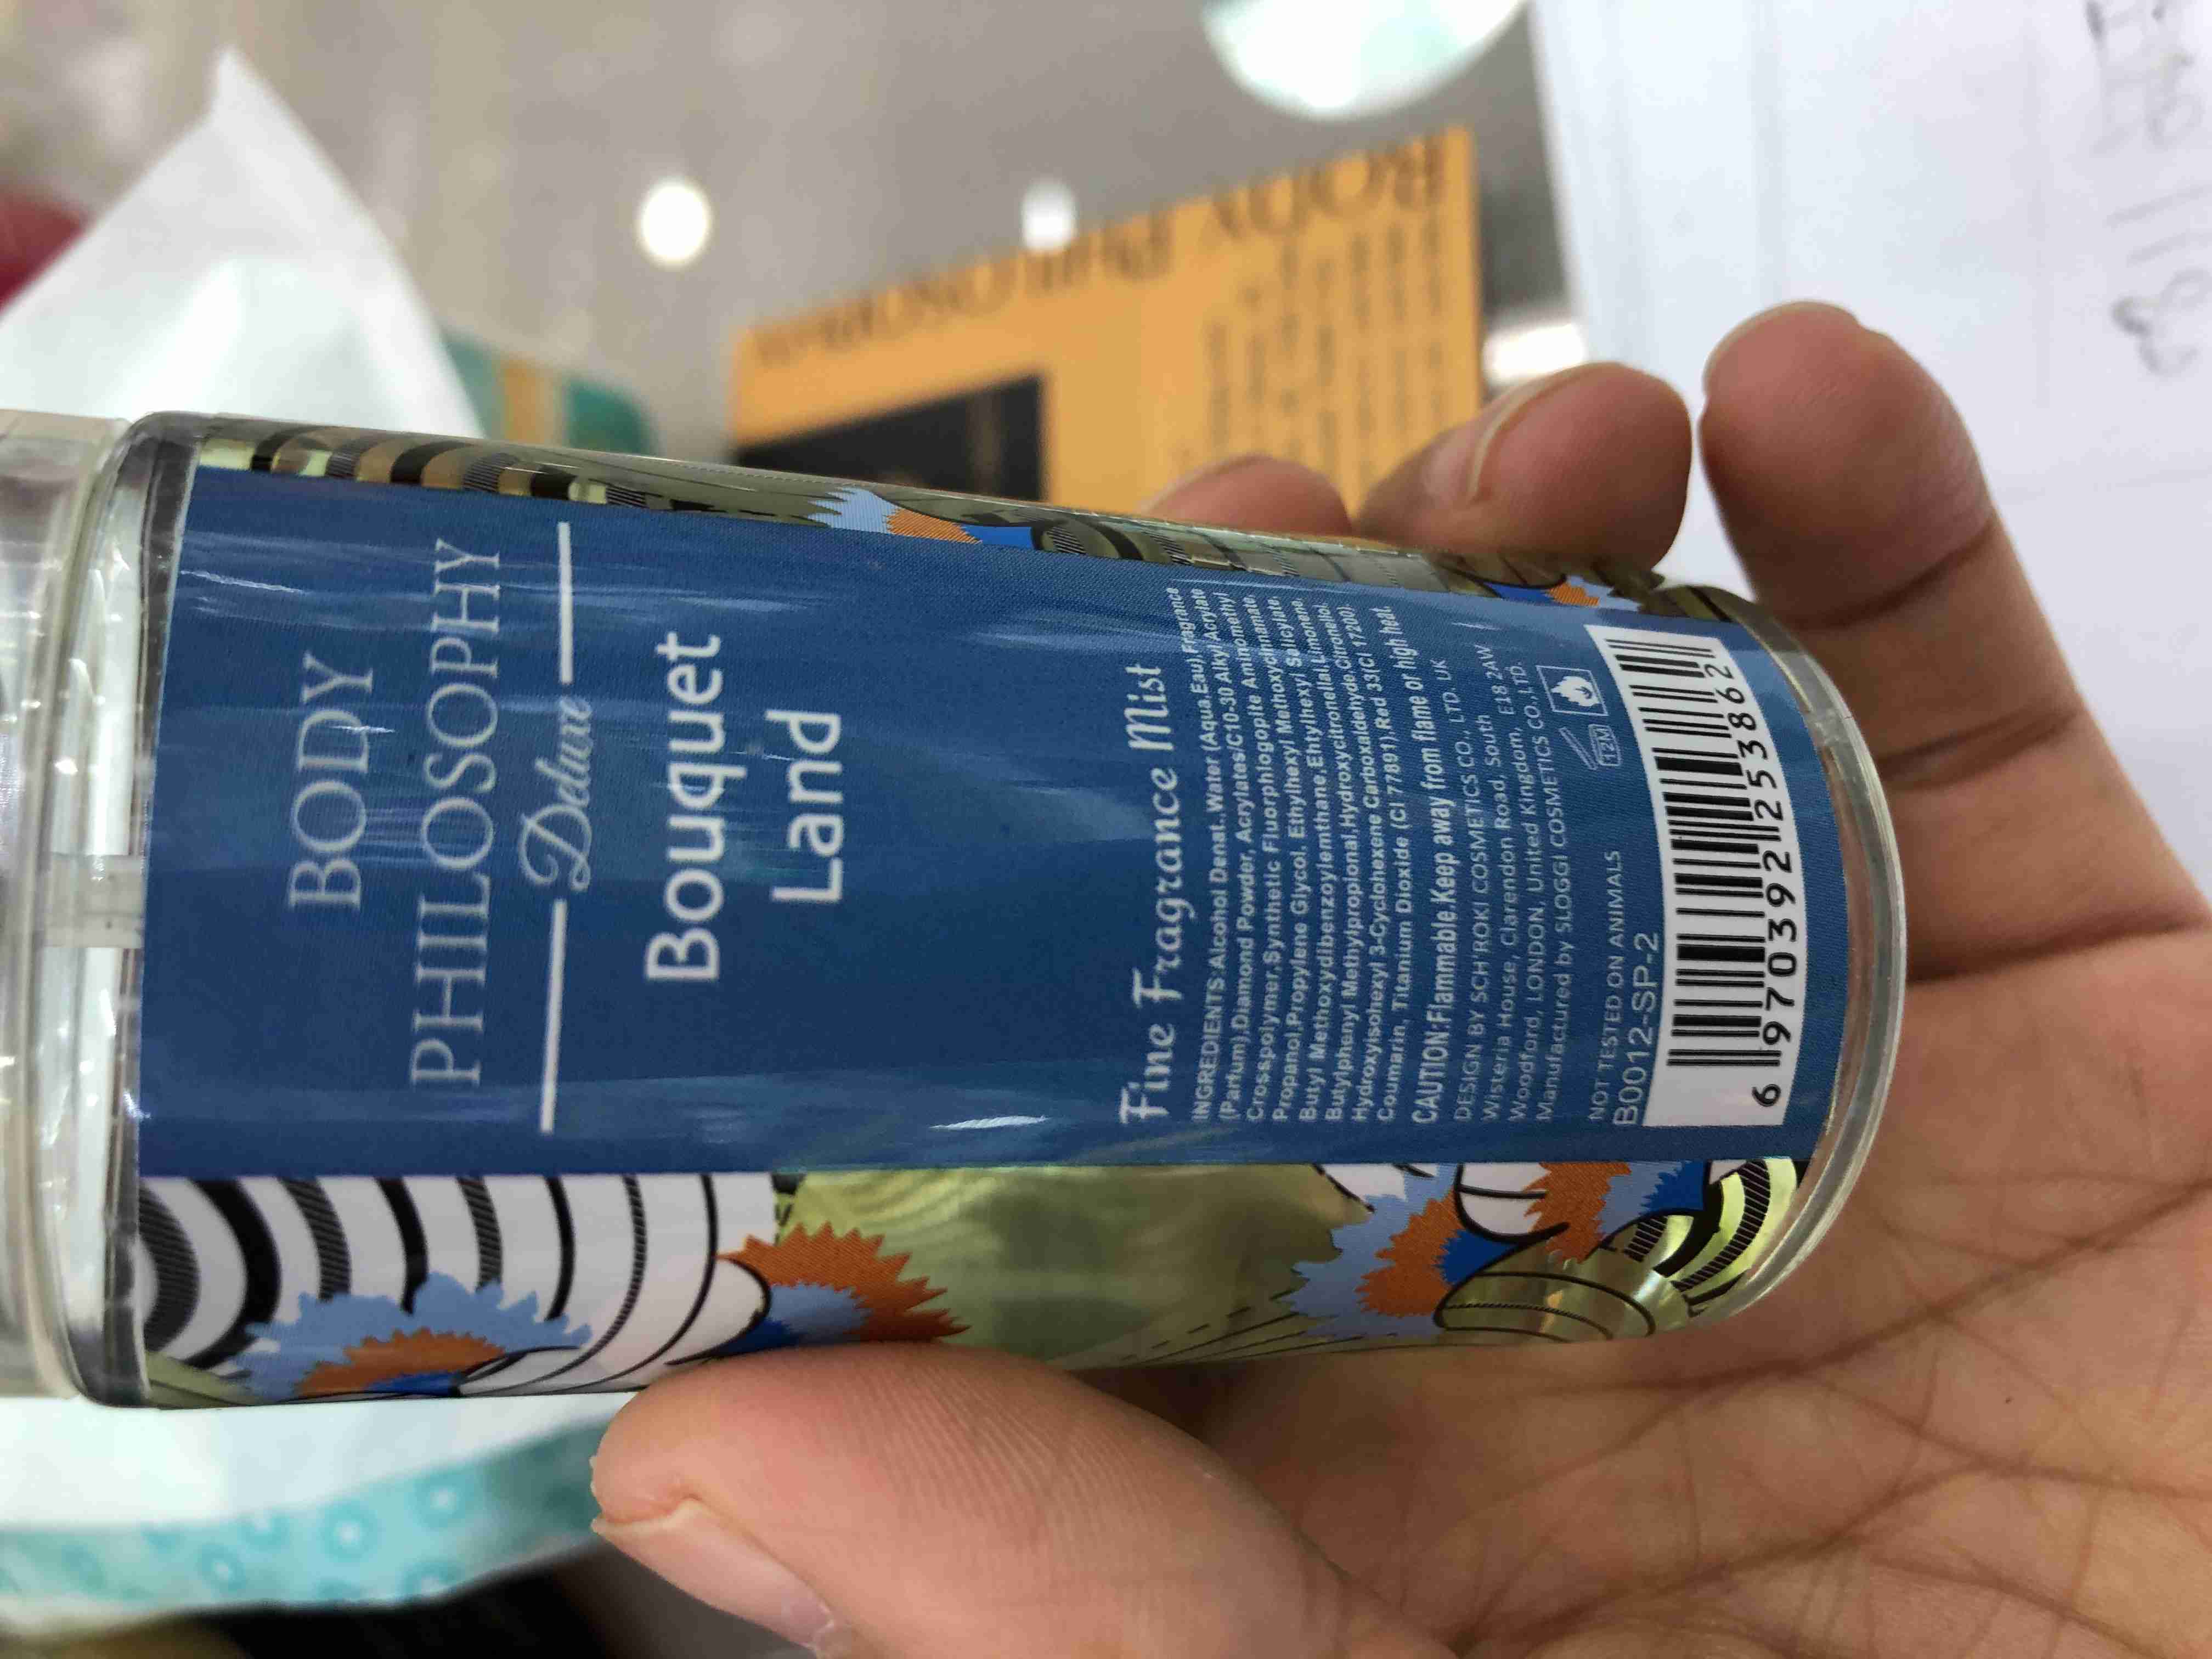 BODY
PHILOSOPHY
Deluxe
Bouquet
Land
Fine Fragrance Mist
INGREDIENTS:Alcohol Denat.,Water (Aqua,Eau),Fragrance
(Parfum),Diamond Powder, Acrylates/C10-30 Alkyl Acrylate
Crosspolymer,Synthetic Fluorphlogopite Aminomethyl
Propanol,Propylene Glycol, Ethylhexyl Methoxycinnamate,
Butyl Methoxydibenzoylemthane, Ethtylhexyl Salicylate
Butylphenyl Methylpropional,Hydroxycitronellal,Limonene,
Hydroxyisohexyl 3-Cyclohexene Carboxaldehyde,Citronellol,
Coumarin, Titanium Dioxide (CI 77891),Red 33(CI 17200).
CAUTION:Flammable.Keep away from flame or high heat.
DESIGN BY SCH'ROKI COSMETICS CO., LTD. UK
Wisteria House, Clarendon Road, South
Woodford, LONDON, United Kingdom, E18 2AW
Manufactured by SLOGGI COSMETICS CO.,LTD.
12M
NOT TESTED ON ANIMALS
B0012-SP-2
6 970392 253862
BODY PHILOSOPHY